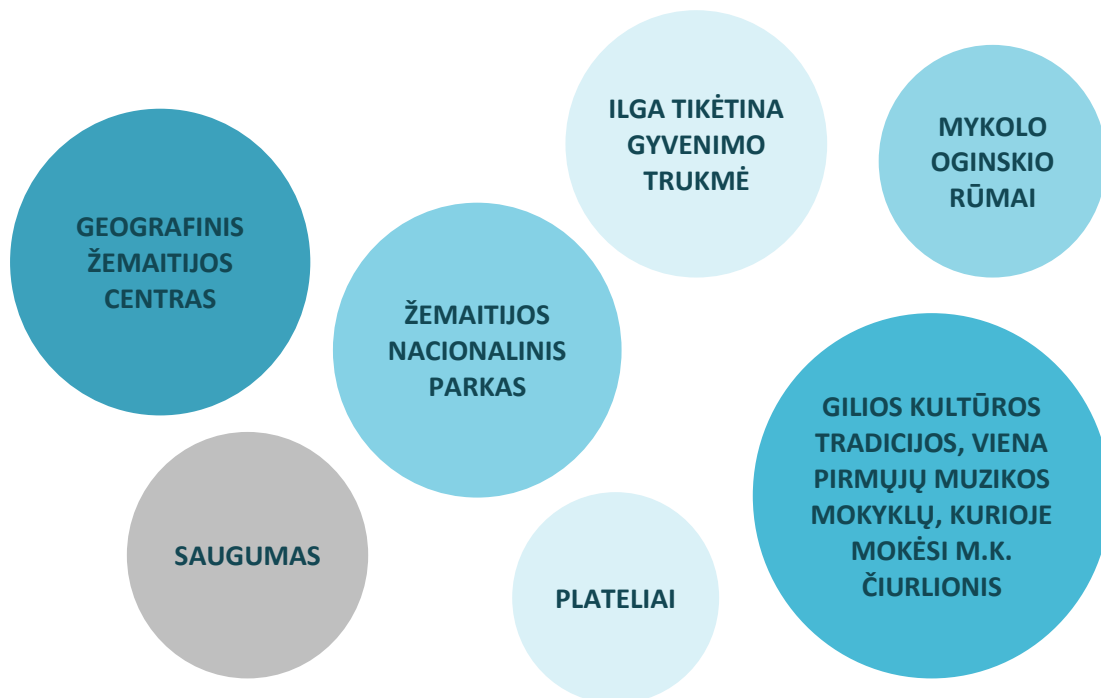 ILGA TIKĖTINA
GYVENIMO
TRUKMĖ
MYKOLO
OGINSKIO
RŪMAI
GEOGRAFINIS
ŽEMAITIJOS
CENTRAS
ŽEMAITIJOS
NACIONALINIS
PARKAS
GILIOS KULTŪROS
TRADICIJOS, VIENA
PIRMŲJŲ MUZIKOS
MOKYKLŲ, KURIOJE
MOKĖSI M.K.
ČIURLIONIS
SAUGUMAS
PLATELIAI